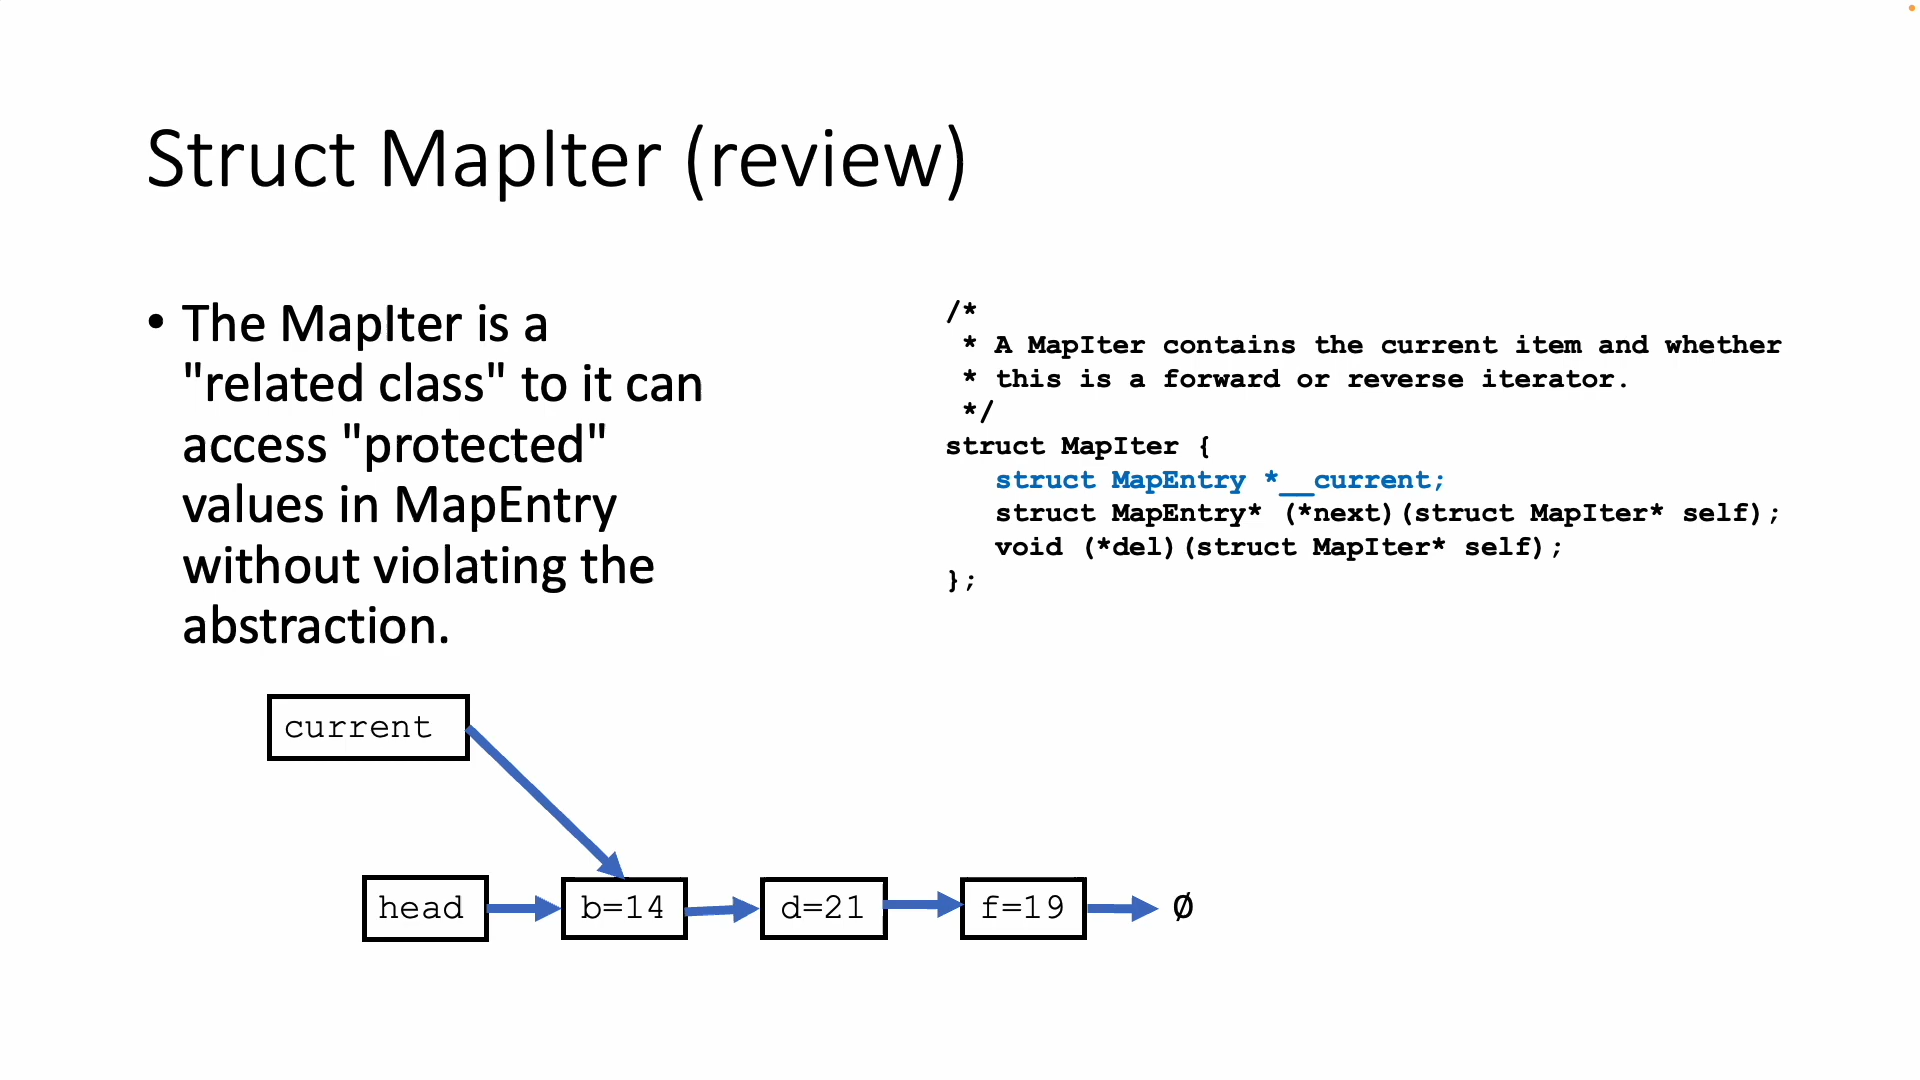 Struct MapIter (review)
• The MapIter is a
"related class" to it can
access "protected"
values in MapEntry
without violating the
abstraction.
/*
 * A MapIter contains the current item and whether
 * this is a forward or reverse iterator.
 */
struct MapIter {
   struct MapEntry *__current;
   struct MapEntry* (*next)(struct MapIter* self);
   void (*del)(struct MapIter* self);
};
current
head
b=14
d=21
f=19
Ø